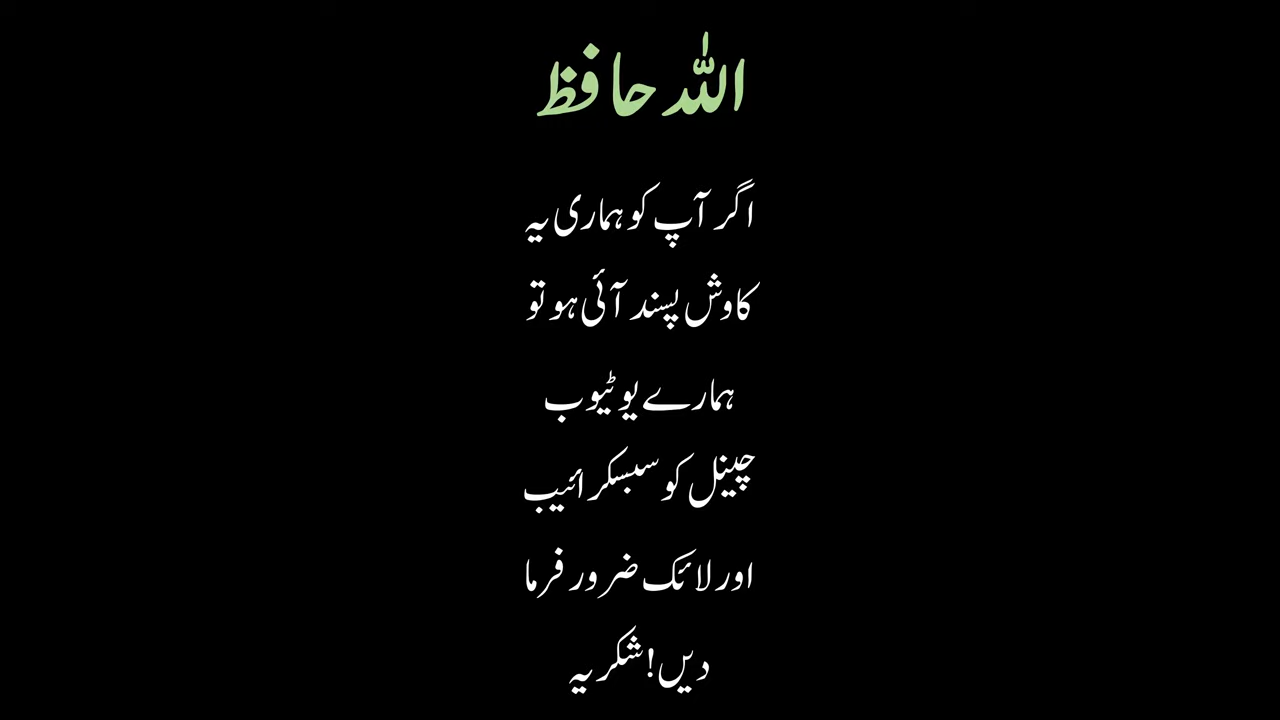 اللہ حافظ
اگر آپ کو ہماری یہ
کاوش پسند آئی ہو تو
ہمارے یوٹیوب
چینل کو سبسکرائیب
اور لائک ضرور فرما
دیں! شکریہ